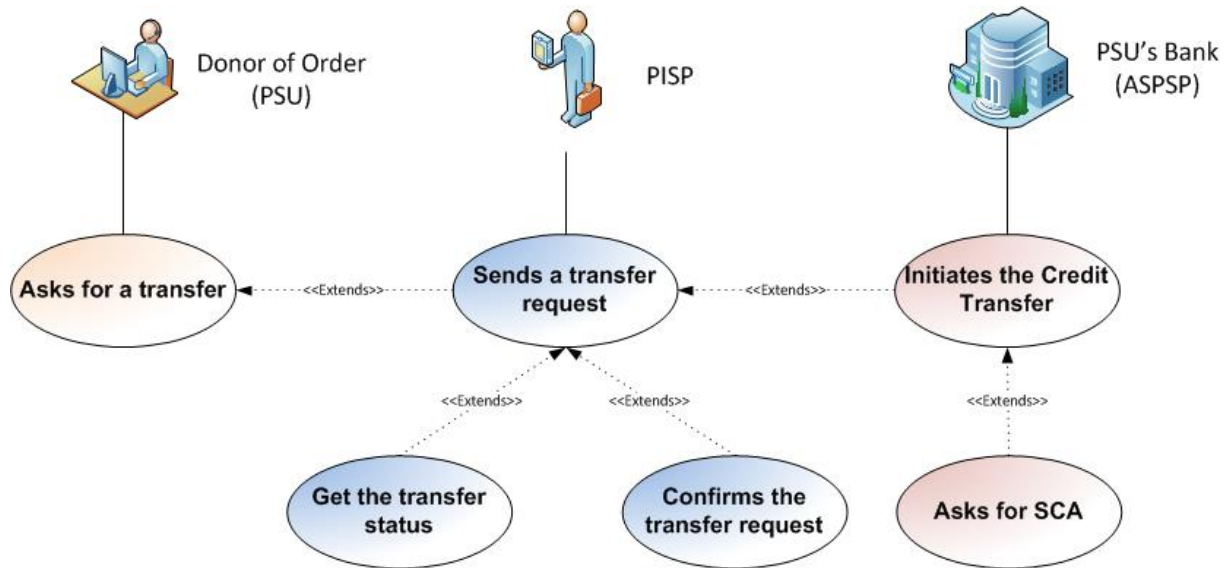 Donor of Order
(PSU)
PISP
PSU's Bank
(ASPSP)
Asks for a transfer
<<Extends>>
Sends a transfer
request
<<Extends>>
Initiates the Credit
Transfer
<<Extends>>
<<Extends>>
<<Extends>>
Get the transfer
status
Confirms the
transfer request
Asks for SCA